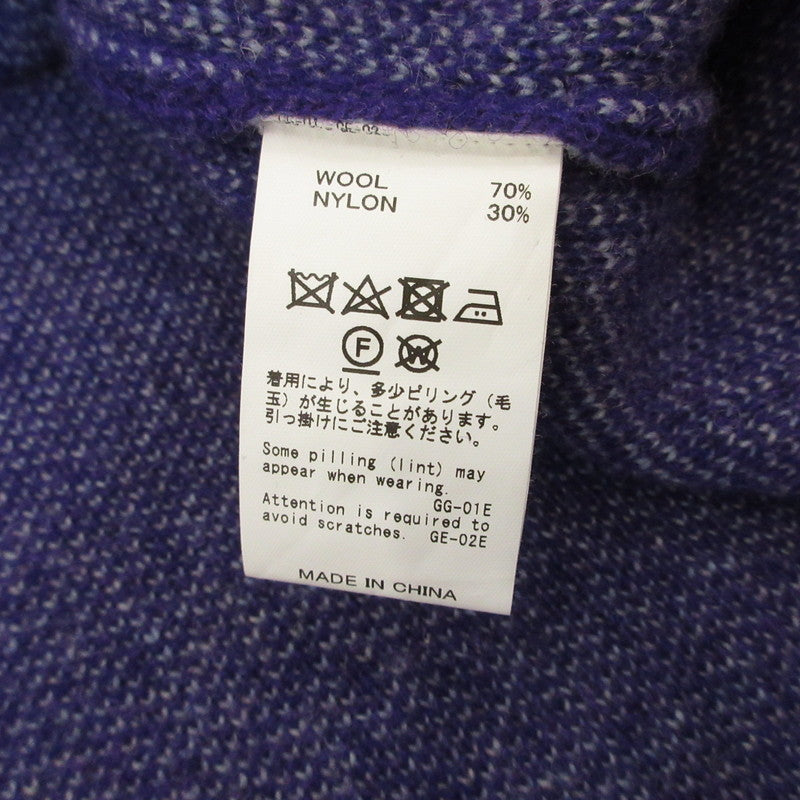 WOOL 70%
NYLON 30%
F W
着用により、多少ピリング（毛
玉）が生じることがあります。
引っ掛けにご注意ください。
Some pilling (lint) may
appear when wearing.
GG-01E
Attention is required to
avoid scratches. GE-02E
MADE IN CHINA